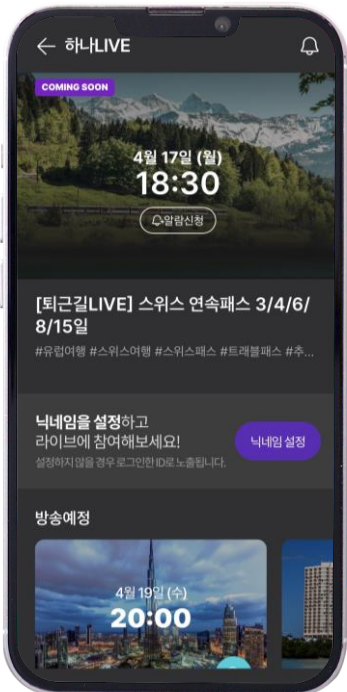 하나LIVE
COMING SOON
4월 17일 (월)
18:30
알람신청
[퇴근길LIVE] 스위스 연속패스 3/4/6/
8/15일
#유럽여행 #스위스여행 #스위스패스 #트래블패스 #추...
닉네임을 설정하고
라이브에 참여해보세요!
닉네임 설정
설정하지 않을 경우 로그인한 ID로 노출됩니다.
방송예정
4월 19일 (수)
20:00